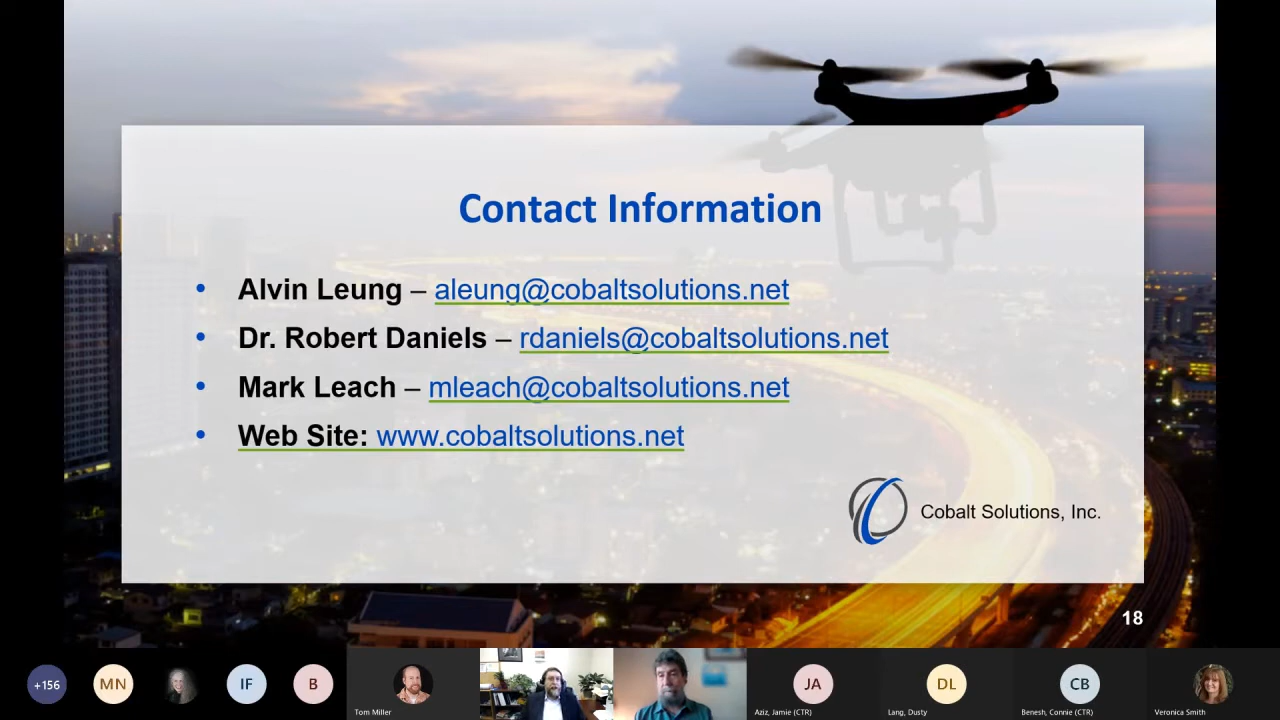 Contact Information
• Alvin Leung – aleung@cobaltsolutions.net
• Dr. Robert Daniels – rdaniels@cobaltsolutions.net
• Mark Leach – mleach@cobaltsolutions.net
• Web Site: www.cobaltsolutions.net
Cobalt Solutions, Inc.
18
+156
MN
IF
B
Tom Miller
JA
Aziz, Jamie (CTR)
DL
Lang, Dusty
CB
Benesh, Connie (CTR)
Veronica Smith